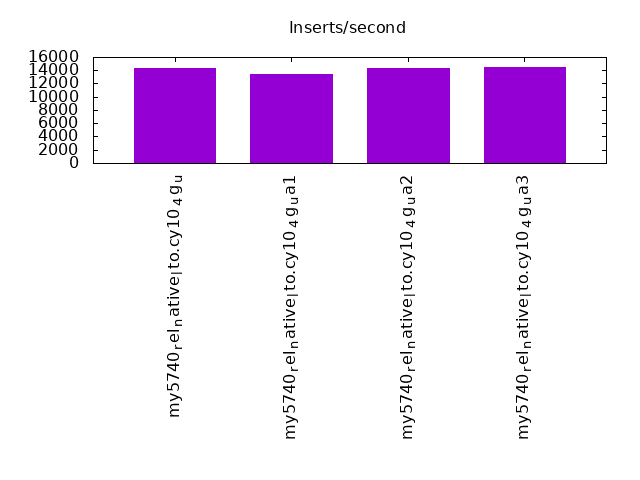 Inserts/second
16000
14000
12000
10000
8000
6000
4000
2000
0
my5740_rel_native_lto.cy10_4g_u
my5740_rel_native_lto.cy10_4g_ua1
my5740_rel_native_lto.cy10_4g_ua2
my5740_rel_native_lto.cy10_4g_ua3